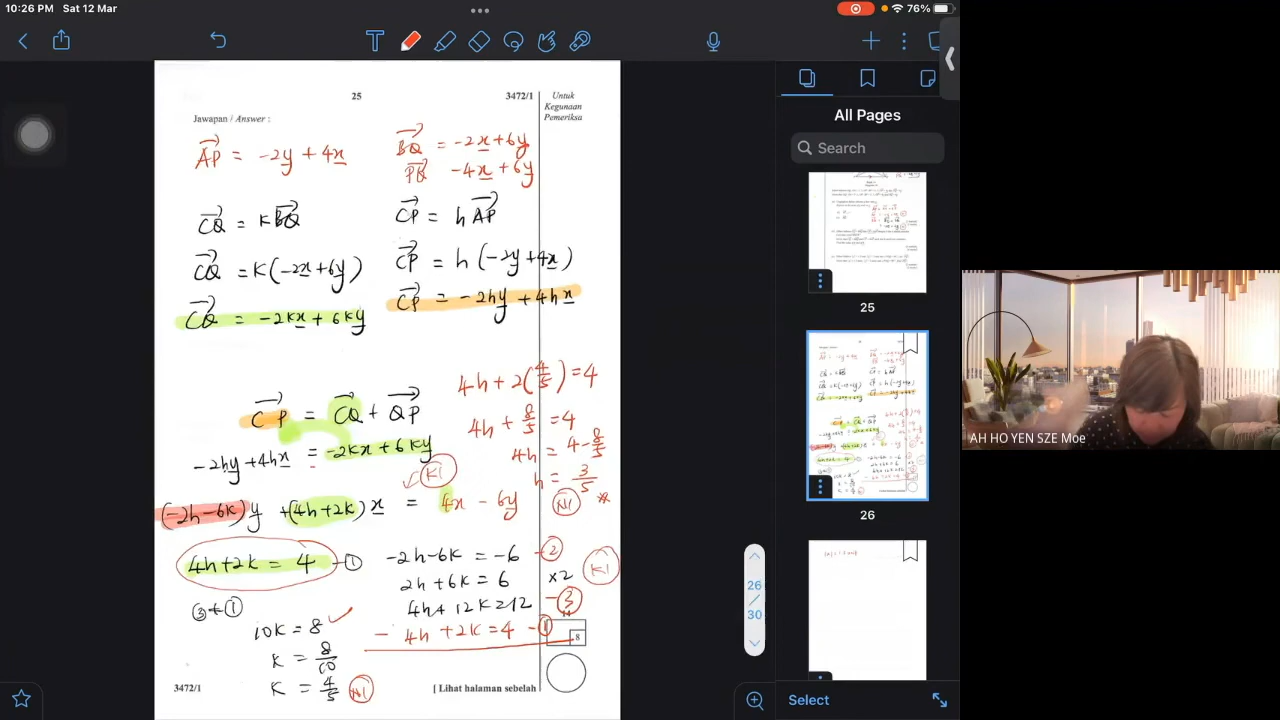 10:26 PM Sat 12 Mar
76%
25
3472/1
Untuk
Kegunaan
Pemeriksa
Jawapan / Answer :
AP = -2y + 4x
BQ = -2x + 6y
PQ -4x + 6y
CQ = KBQ
CP = hAP
CQ = K(-2x+6y)
CP = h(-2y+4x)
CQ = -2Kx + 6Ky
CP = -2hy + 4hx
4h + 2(4/5) = 4
CP = CQ + QP
4h + 8/5 = 4
-2hy + 4hx = -2Kx + 6Ky
4h = 4 - 8/5
K1
h = 3/5
(-2h-6K)y + (4h+2K)x = 4x - 6y
N1 *
4h+2K = 4 - ①
-2h-6K = -6 - ②
2h + 6K = 6 ×2
K1
③ - ①
4h + 12K = 12 - ③
10K = 8
- 4h + 2K = 4 - ①
14
8
K = 8/10
K = 4/5 N1
3472/1
[ Lihat halaman sebelah
All Pages
Search
25
26
26
/
30
Select
AH HO YEN SZE Moe